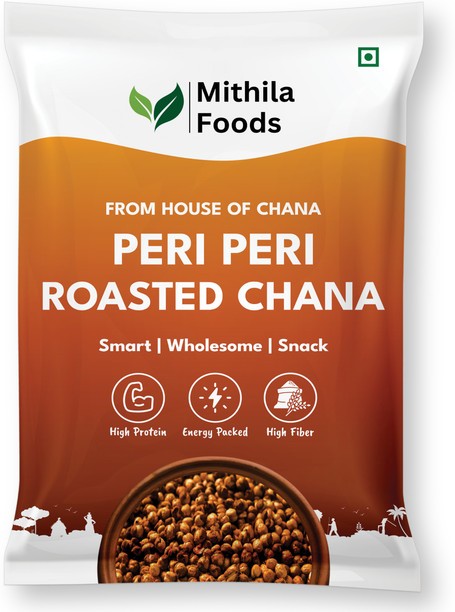 Mithila
Foods
FROM HOUSE OF CHANA
PERI PERI
ROASTED CHANA
Smart | Wholesome | Snack
High Protein
Energy Packed
High Fiber